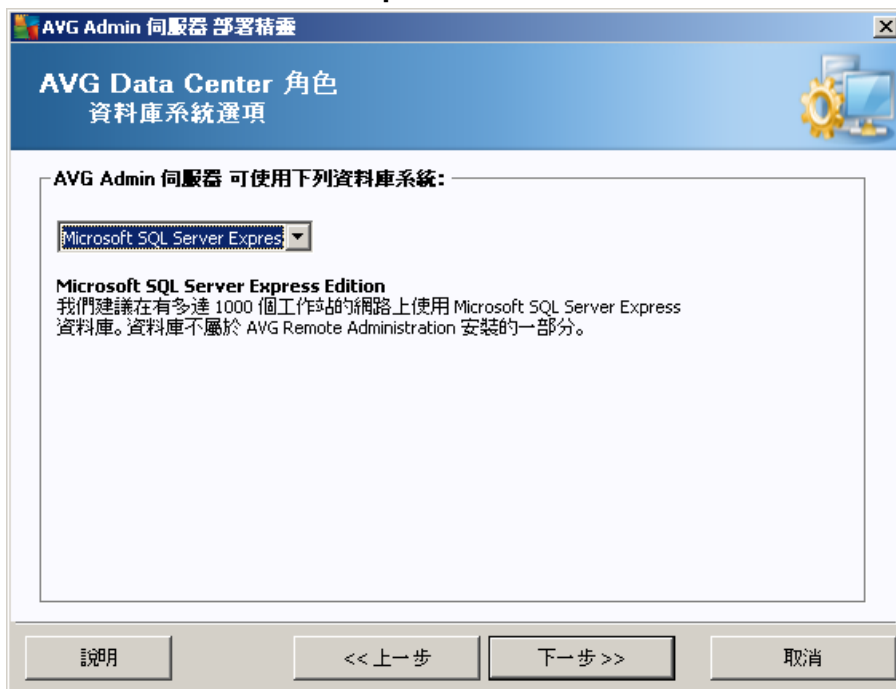 AVG Admin 伺服器 部署精靈
AVG Data Center 角色
資料庫系統選項
AVG Admin 伺服器 可使用下列資料庫系統:
Microsoft SQL Server Expres
Microsoft SQL Server Express Edition
我們建議在有多達 1000 個工作站的網路上使用 Microsoft SQL Server Express
資料庫。資料庫不屬於 AVG Remote Administration 安裝的一部分。
說明
<< 上一步
下一步 >>
取消